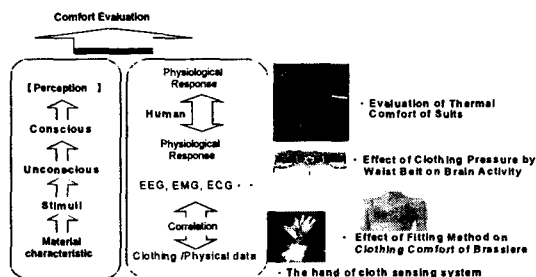 Comfort Evaluation
[ Perception ]
Conscious
Unconscious
Stimuli
Material
characteristic
Physiological
Response
Human
Physiological
Response
EEG, EMG, ECG · ·
Correlation
Clothing /Physical data
· Evaluation of Thermal
Comfort of Suits
· Effect of Clothing Pressure by
Waist Belt on Brain Activity
· Effect of Fitting Method on
Clothing Comfort of Brassiere
· The hand of cloth sensing system